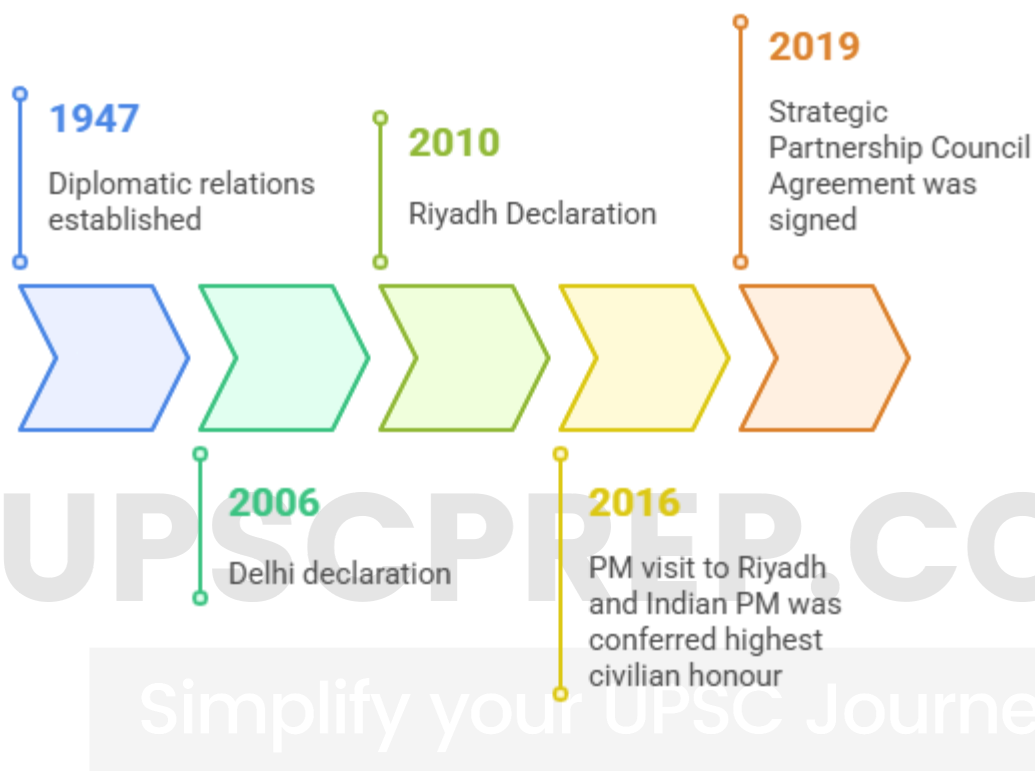 1947
Diplomatic relations
established
2006
Delhi declaration
2010
Riyadh Declaration
2016
PM visit to Riyadh
and Indian PM was
conferred highest
civilian honour
2019
Strategic
Partnership Council
Agreement was
signed
UPSCPREP.CO
Simplify your UPSC Journe